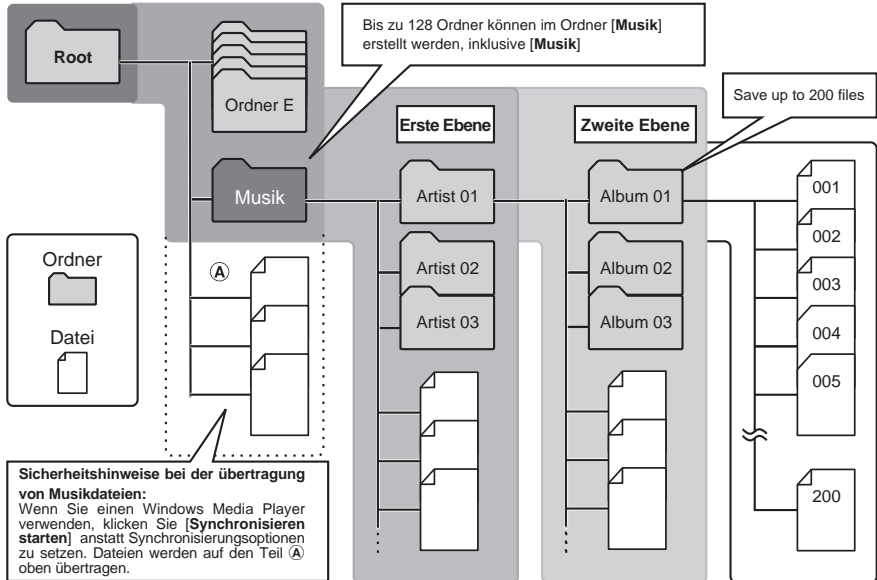 Root
Ordner E
Musik
Bis zu 128 Ordner können im Ordner [Musik]
erstellt werden, inklusive [Musik]
Erste Ebene
Zweite Ebene
Save up to 200 files
Artist 01
Artist 02
Artist 03
Album 01
Album 02
Album 03
001
002
003
004
005
200
Ordner
Datei
Ⓐ
Sicherheitshinweise bei der übertragung
von Musikdateien:
Wenn Sie einen Windows Media Player
verwenden, klicken Sie [Synchronisieren
starten] anstatt Synchronisierungsoptionen
zu setzen. Dateien werden auf den Teil Ⓐ
oben übertragen.